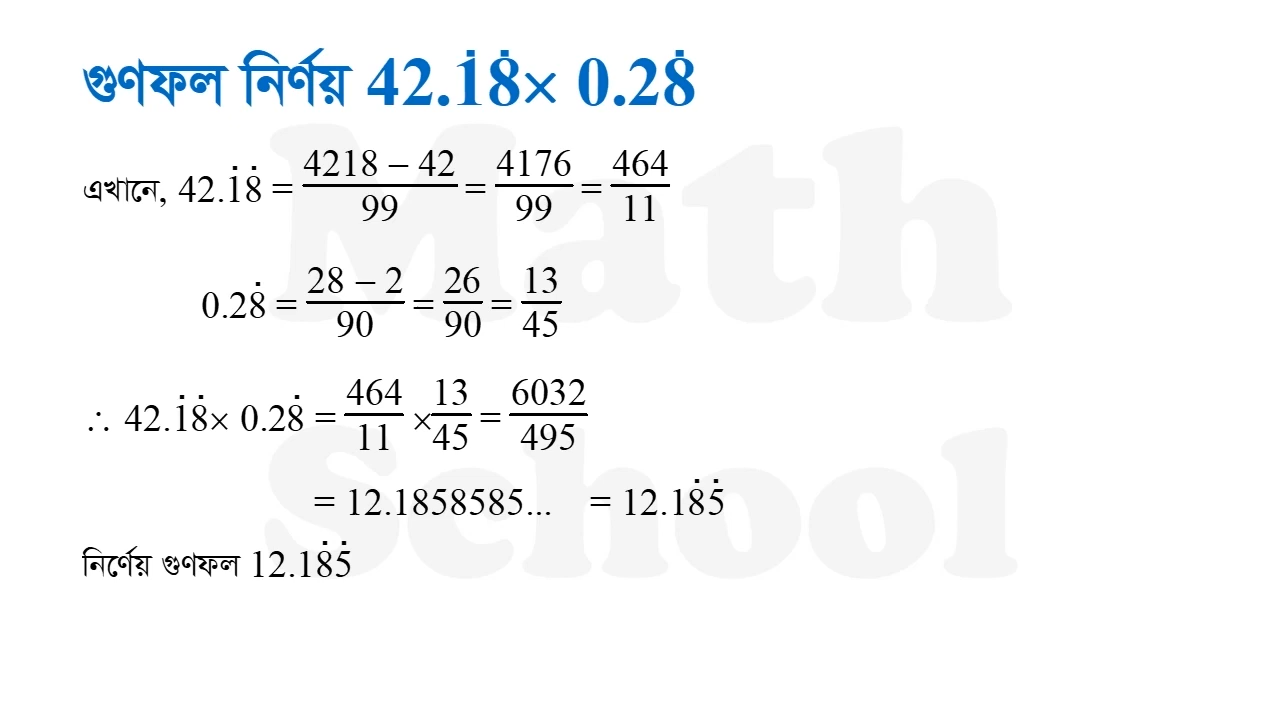 গুণফল নির্ণয় 42.1̇8̇× 0.28̇
এখানে, 42.1̇8̇ = (4218 – 42)/99 = 4176/99 = 464/11
0.28̇ = (28 – 2)/90 = 26/90 = 13/45
∴ 42.1̇8̇× 0.28̇ = 464/11 ×13/45 = 6032/495
= 12.1858585... = 12.18̇5̇
নির্ণেয় গুণফল 12.18̇5̇
Math
School